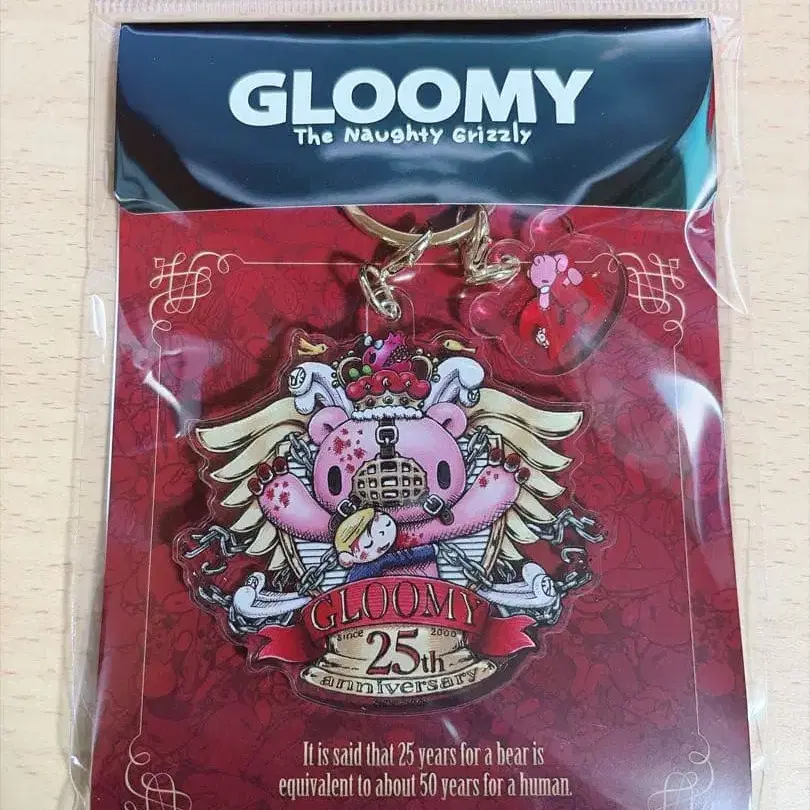 GLOOMY
The Naughty Grizzly
GLOOMY
since 2000
25th
anniversary
It is said that 25 years for a bear is
equivalent to about 50 years for a human.